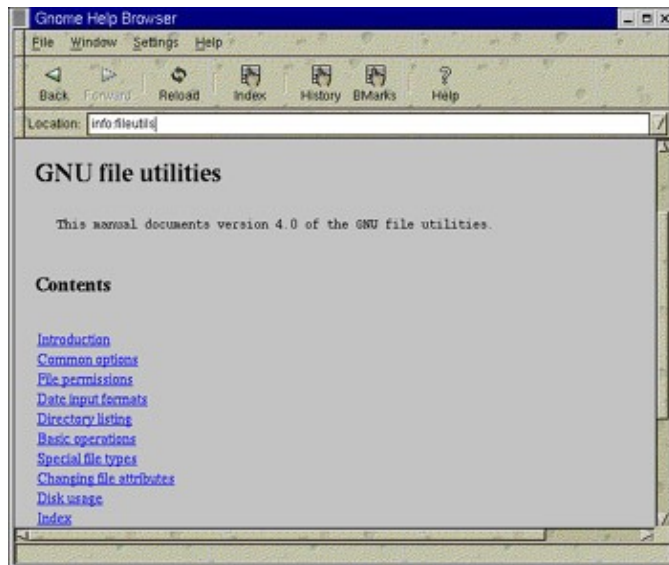 Gnome Help Browser
File Window Settings Help
Back Forward Reload Index History BMarks Help
Location: info:fileutils
GNU file utilities
This manual documents version 4.0 of the GNU file utilities.
Contents
Introduction
Common options
File permissions
Date input formats
Directory listing
Basic operations
Special file types
Changing file attributes
Disk usage
Index